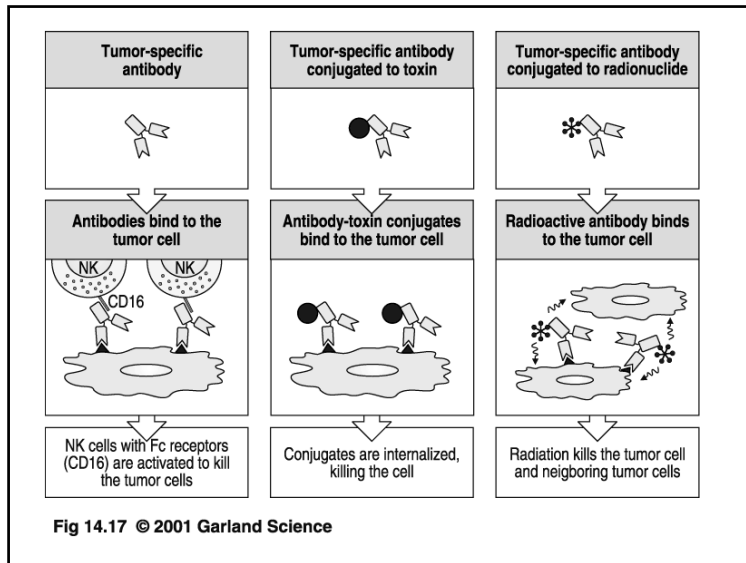 Tumor-specific
antibody
Tumor-specific antibody
conjugated to toxin
Tumor-specific antibody
conjugated to radionuclide
Antibodies bind to the
tumor cell
NK
NK
CD16
Antibody-toxin conjugates
bind to the tumor cell
Radioactive antibody binds
to the tumor cell
NK cells with Fc receptors
(CD16) are activated to kill
the tumor cells
Conjugates are internalized,
killing the cell
Radiation kills the tumor cell
and neigboring tumor cells
Fig 14.17 © 2001 Garland Science